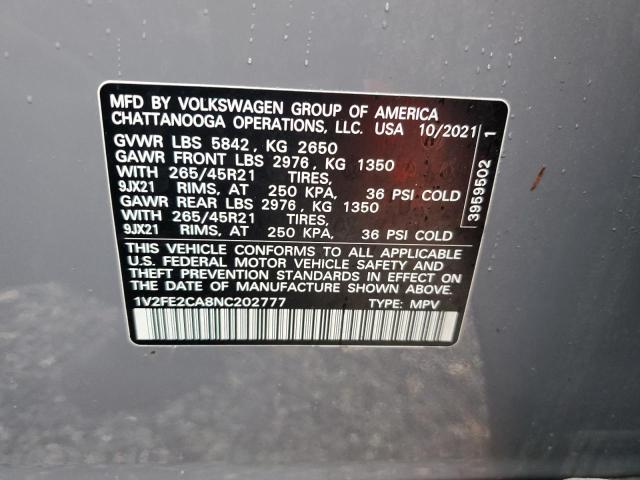 MFD BY VOLKSWAGEN GROUP OF AMERICA
CHATTANOOGA OPERATIONS, LLC. USA 10/2021
GVWR LBS 5842, KG 2650
GAWR FRONT LBS 2976, KG 1350
WITH 265/45R21 TIRES,
9JX21 RIMS, AT 250 KPA, 36 PSI COLD
GAWR REAR LBS 2976, KG 1350
WITH 265/45R21 TIRES,
9JX21 RIMS, AT 250 KPA, 36 PSI COLD
THIS VEHICLE CONFORMS TO ALL APPLICABLE
U.S. FEDERAL MOTOR VEHICLE SAFETY AND
THEFT PREVENTION STANDARDS IN EFFECT ON
THE DATE OF MANUFACTURE SHOWN ABOVE.
1V2FE2CA8NC202777 TYPE: MPV
3959502 1